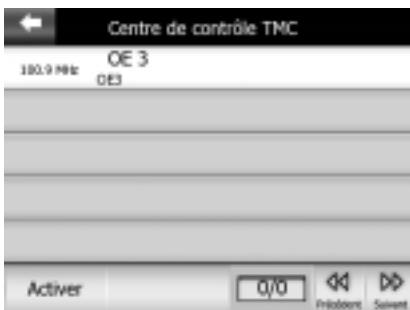 Centre de contrôle TMC
100.9 MHz OE 3
OE3
Activer 0/0 Précédent Suivant